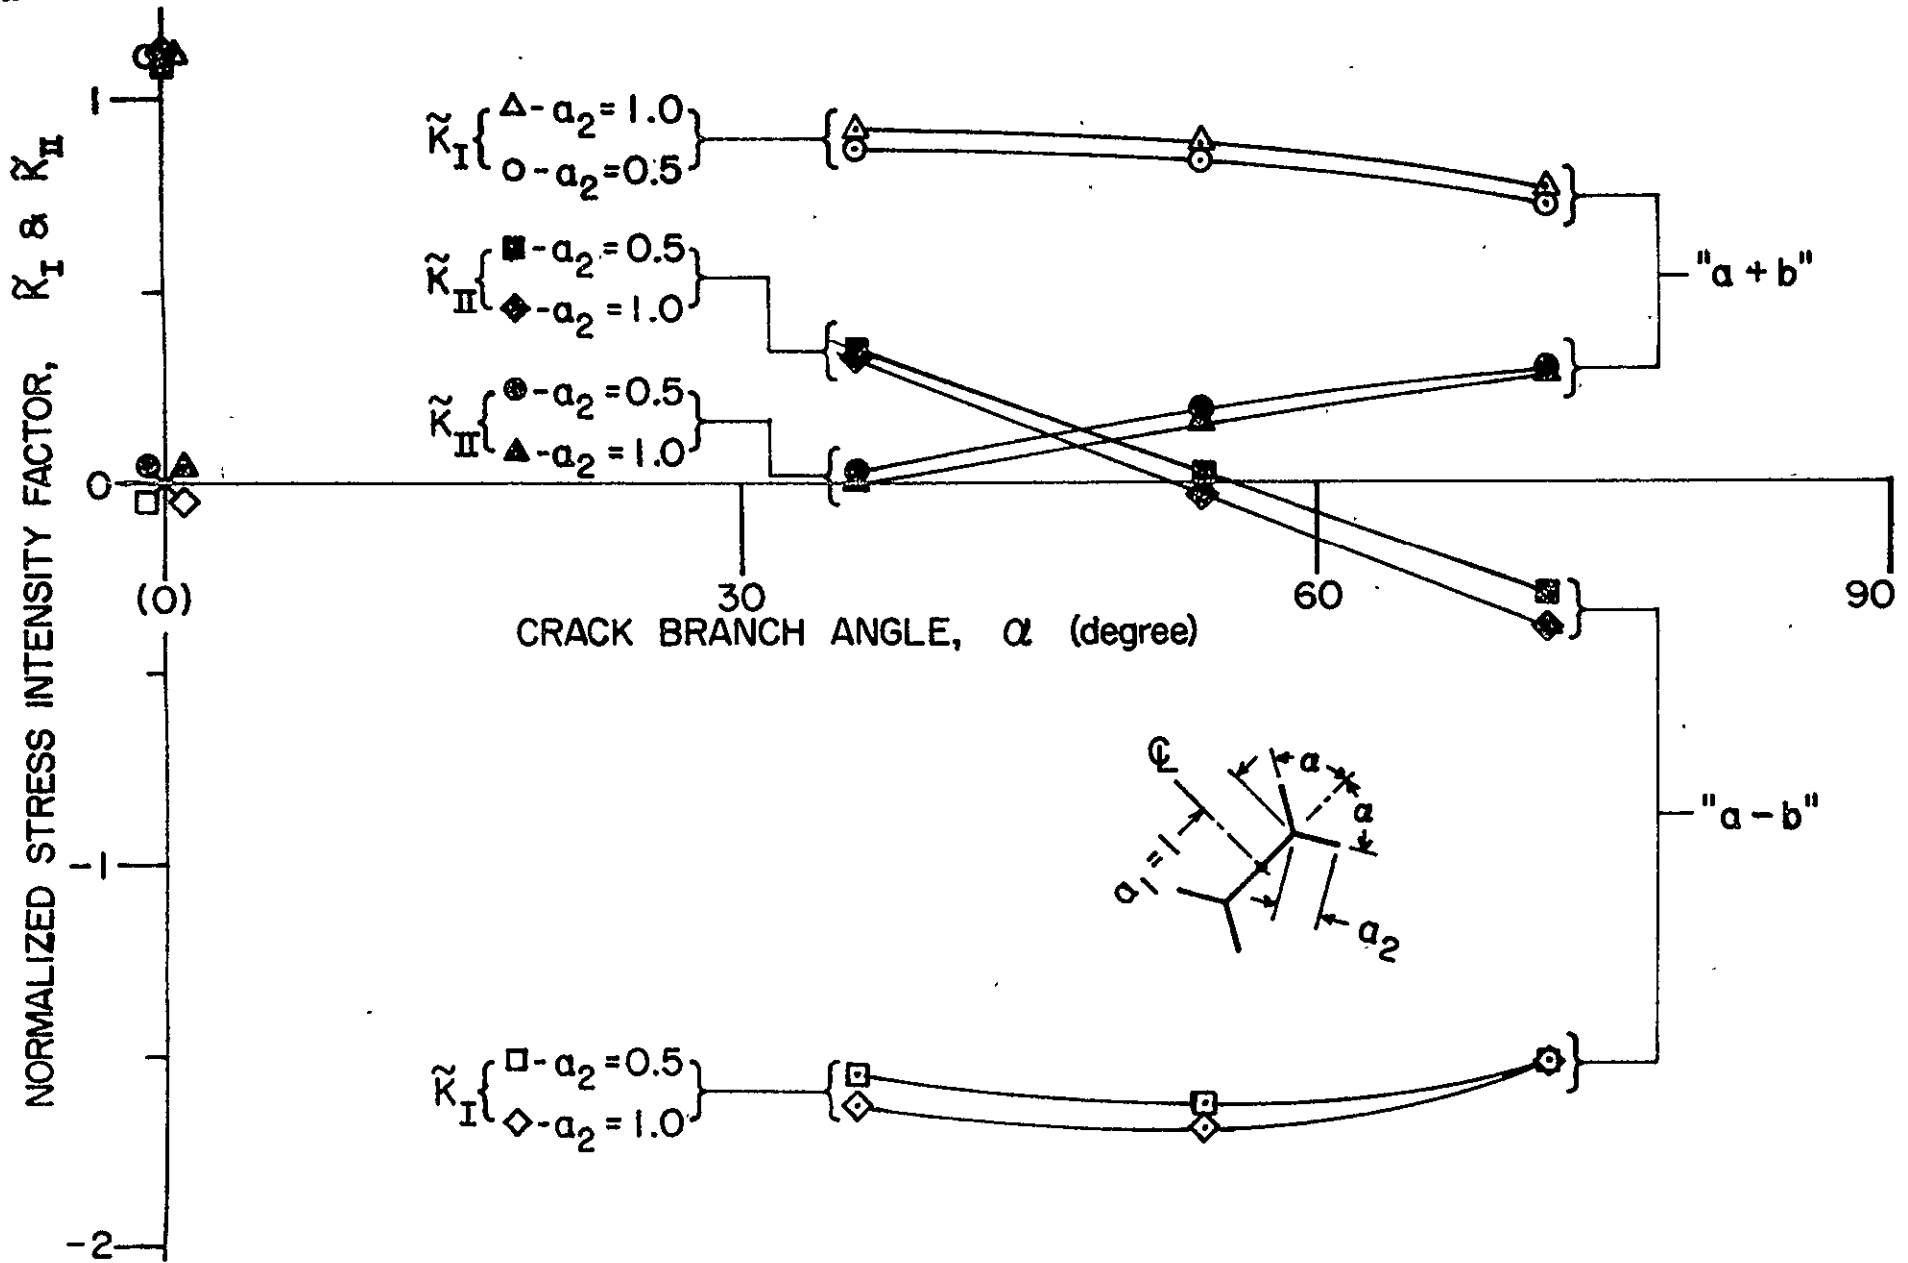 NORMALIZED STRESS INTENSITY FACTOR, K̃I & K̃II
1
0
-1
-2
K̃I { △ - a2 = 1.0
○ - a2 = 0.5 }
K̃II { ■ - a2 = 0.5
◆ - a2 = 1.0 }
K̃II { ● - a2 = 0.5
▲ - a2 = 1.0 }
"a + b"
(0)
30
60
90
CRACK BRANCH ANGLE, α (degree)
"a - b"
℄
α
α
a1 = 1
a2
K̃I { □ - a2 = 0.5
◇ - a2 = 1.0 }